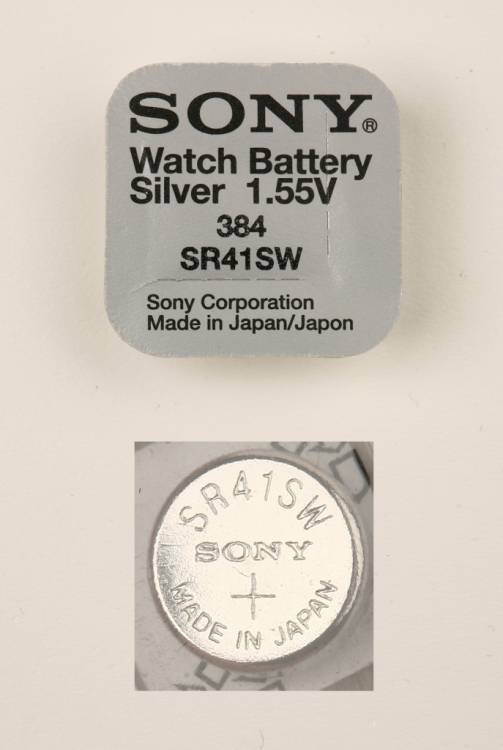 SONY®
Watch Battery
Silver 1.55V
384
SR41SW
Sony Corporation
Made in Japan/Japon
SR41SW
SONY
+
MADE IN JAPAN